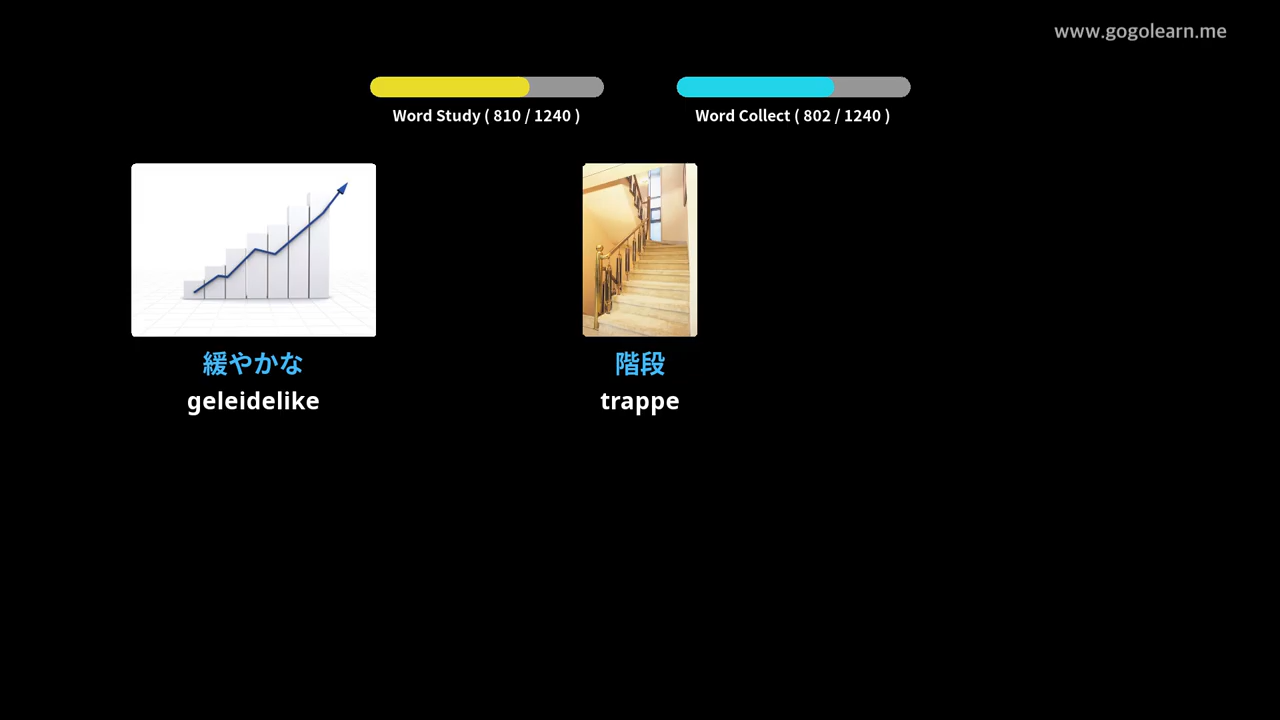 www.gogolearn.me
Word Study ( 810 / 1240 )
Word Collect ( 802 / 1240 )
緩やかな
geleidelike
階段
trappe